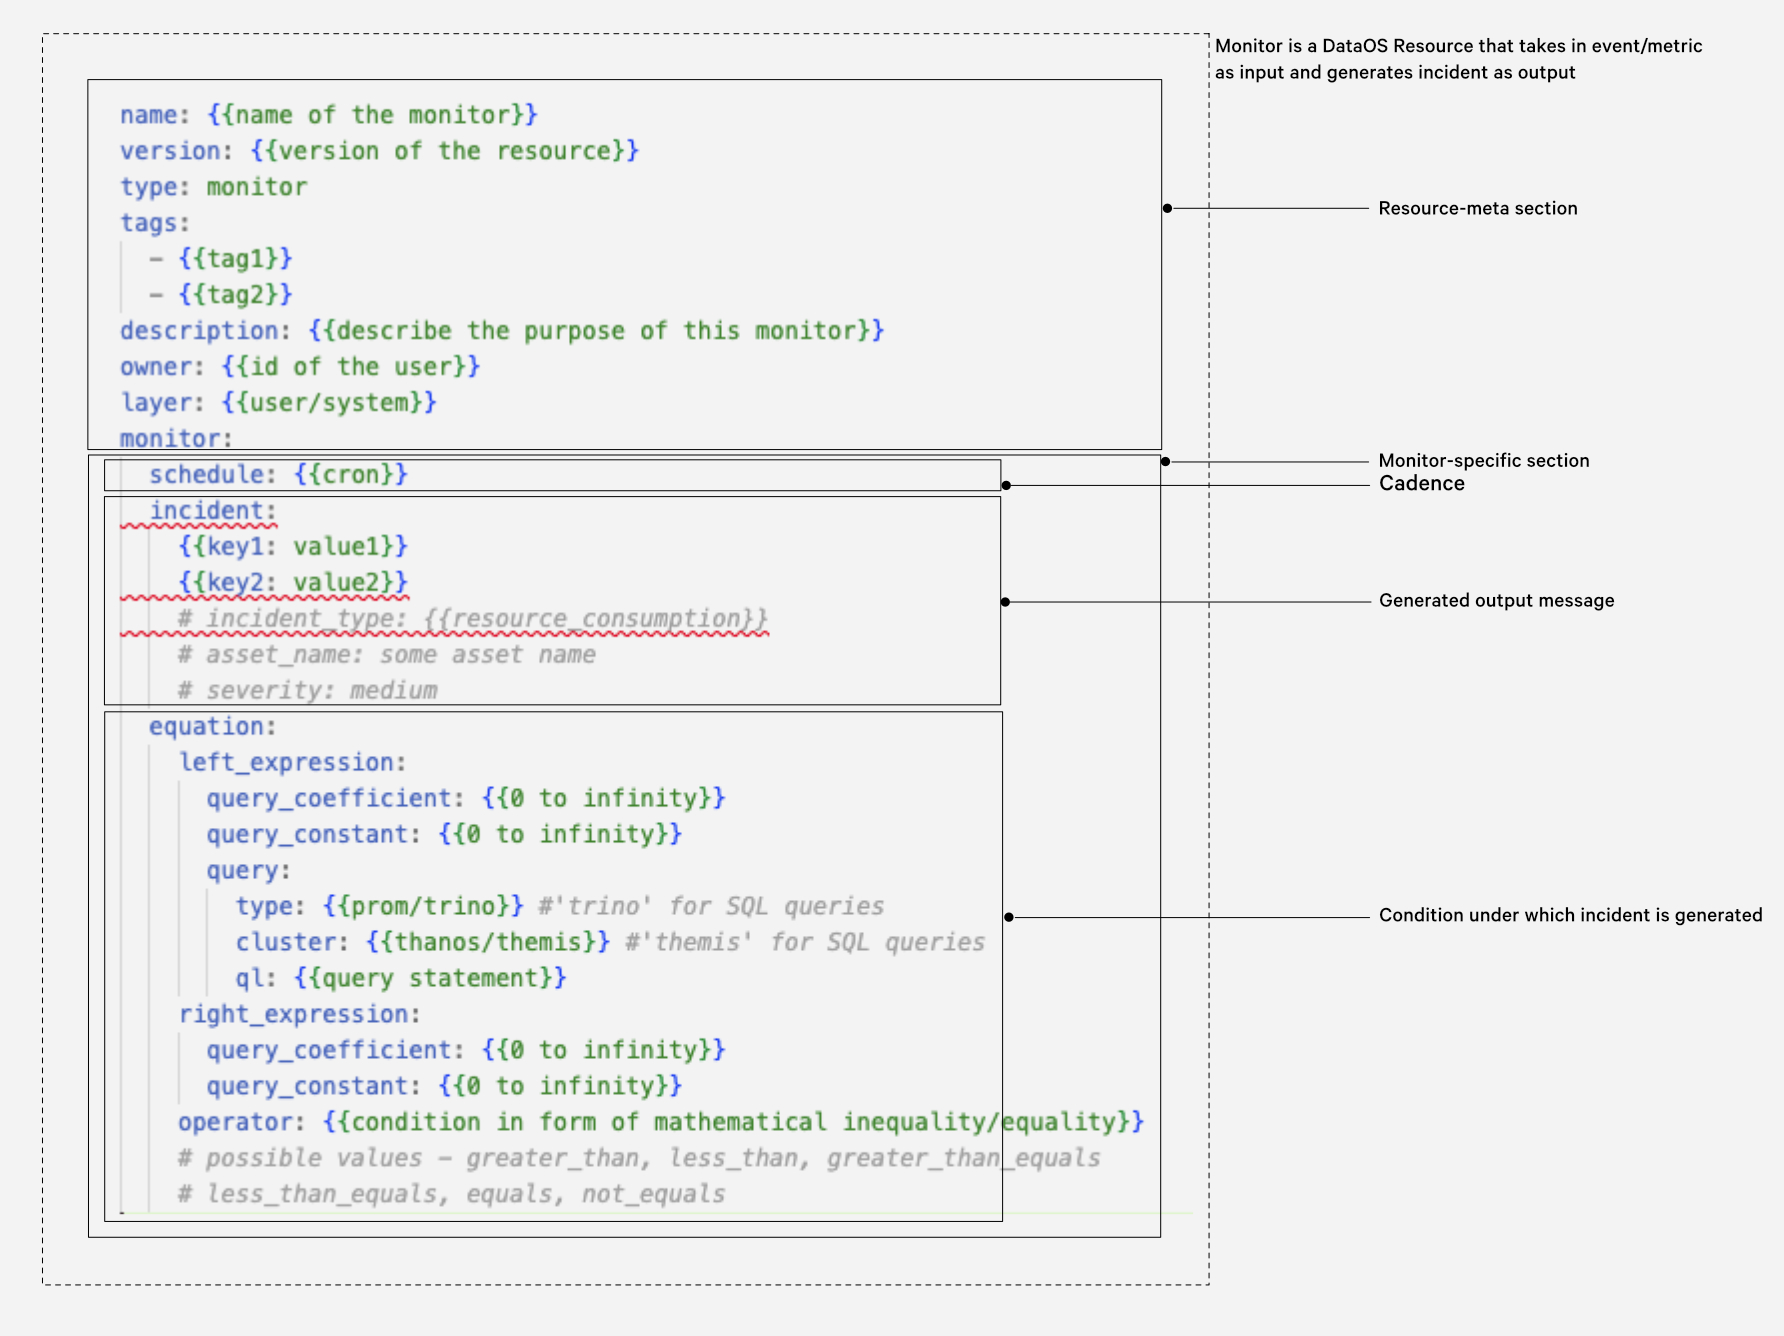 Monitor is a DataOS Resource that takes in event/metric
as input and generates incident as output
name: {{name of the monitor}}
version: {{version of the resource}}
type: monitor
tags:
  - {{tag1}}
  - {{tag2}}
description: {{describe the purpose of this monitor}}
owner: {{id of the user}}
layer: {{user/system}}
monitor:
Resource-meta section
  schedule: {{cron}}
Monitor-specific section
Cadence
  incident:
    {{key1: value1}}
    {{key2: value2}}
    # incident_type: {{resource_consumption}}
    # asset_name: some asset name
    # severity: medium
Generated output message
  equation:
    left_expression:
      query_coefficient: {{0 to infinity}}
      query_constant: {{0 to infinity}}
      query:
        type: {{prom/trino}} #'trino' for SQL queries
        cluster: {{thanos/themis}} #'themis' for SQL queries
        ql: {{query statement}}
    right_expression:
      query_coefficient: {{0 to infinity}}
      query_constant: {{0 to infinity}}
    operator: {{condition in form of mathematical inequality/equality}}
    # possible values – greater_than, less_than, greater_than_equals
    # less_than_equals, equals, not_equals
Condition under which incident is generated